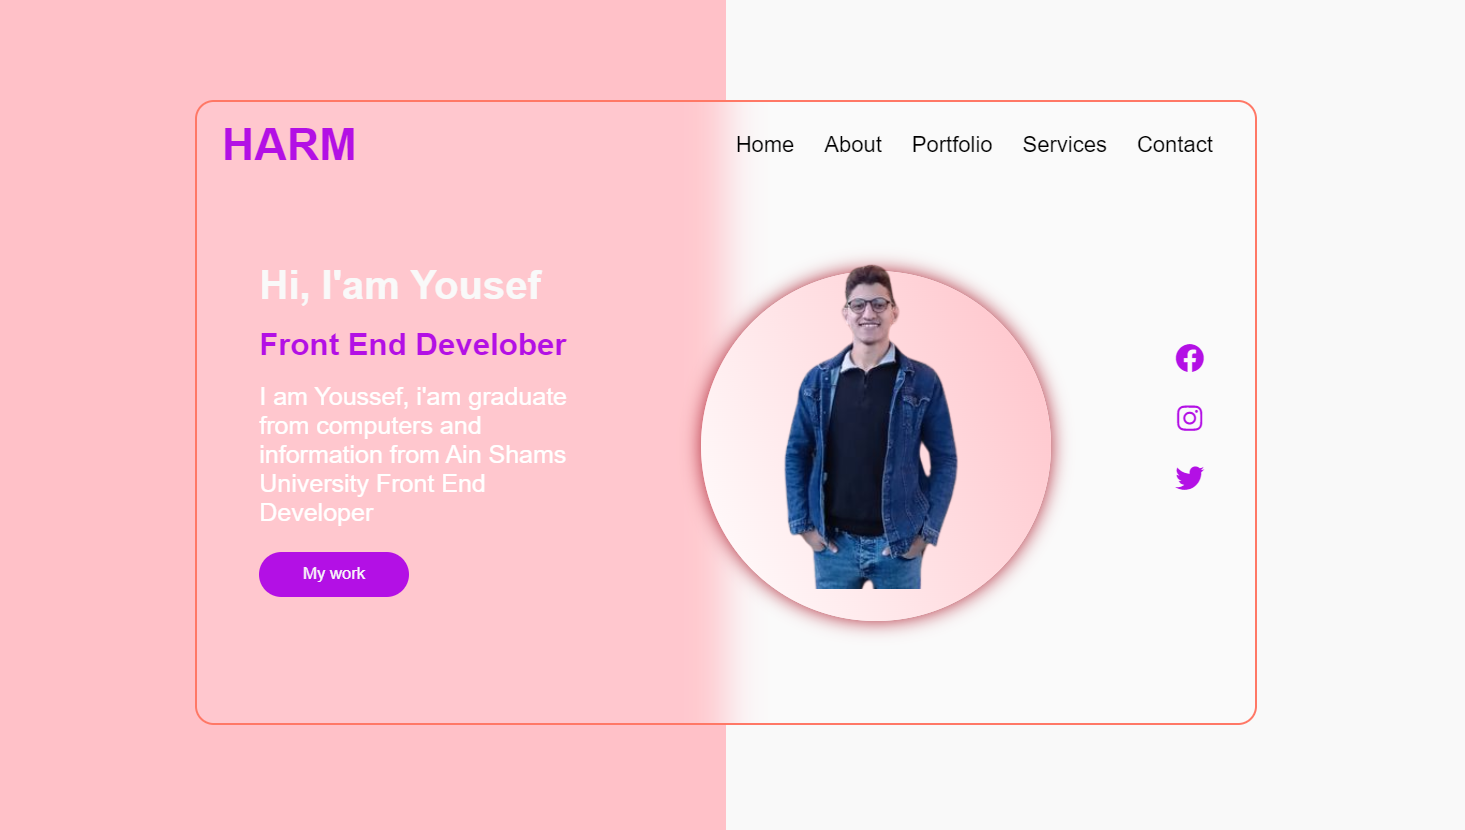 HARM
Home About Portfolio Services Contact
Hi, I'am Yousef
Front End Develober
I am Youssef, i'am graduate
from computers and
information from Ain Shams
University Front End
Developer
My work